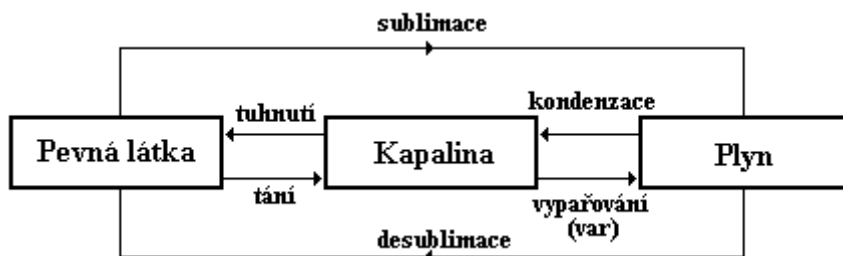 sublimace
tuhnutí
kondenzace
Pevná látka
Kapalina
Plyn
tání
vypařování
(var)
desublimace